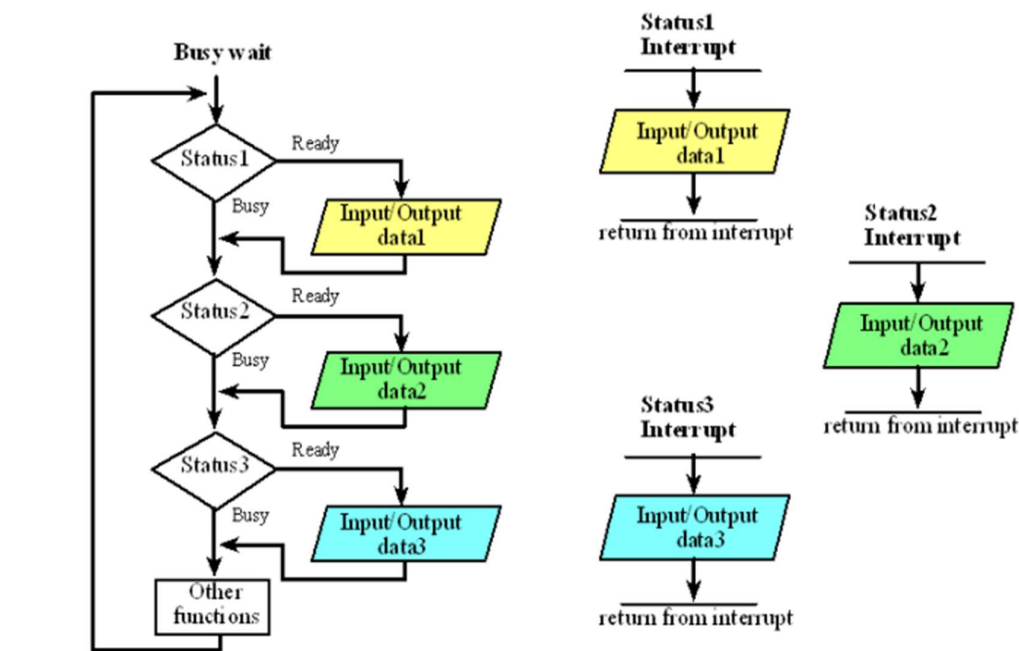 Busy wait
Status1
Ready
Busy
Input/Output
data1
Status2
Ready
Busy
Input/Output
data2
Status3
Ready
Busy
Input/Output
data3
Other
functions
Status1
Interrupt
Input/Output
data1
return from interrupt
Status2
Interrupt
Input/Output
data2
return from interrupt
Status3
Interrupt
Input/Output
data3
return from interrupt